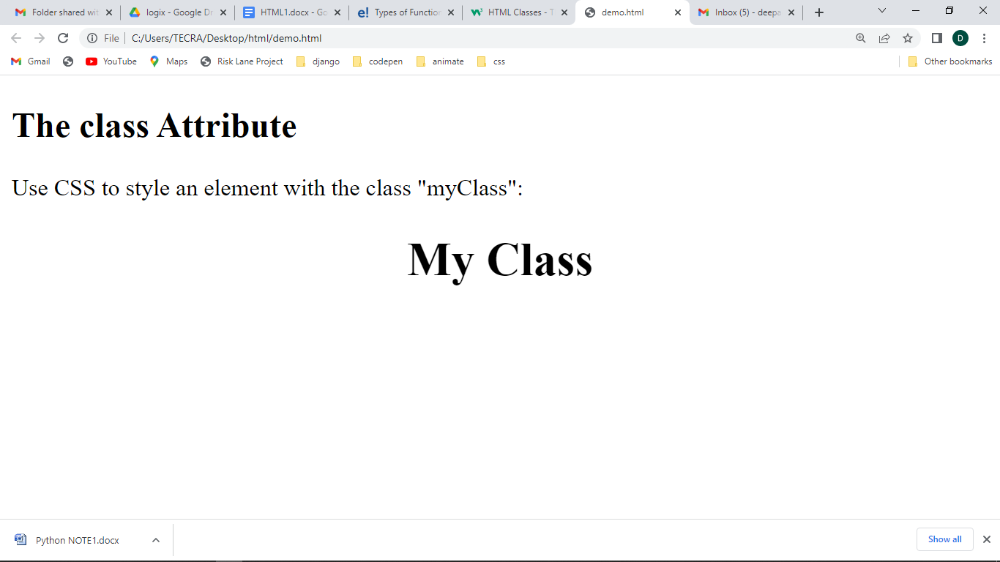 Folder shared wit
logix - Google Dr
HTML1.docx - Go
e! Types of Function
HTML Classes - T
demo.html
Inbox (5) - deepa
File
C:/Users/TECRA/Desktop/html/demo.html
D
Gmail
YouTube
Maps
Risk Lane Project
django
codepen
animate
css
Other bookmarks
The class Attribute
Use CSS to style an element with the class "myClass":
My Class
Python NOTE1.docx
Show all